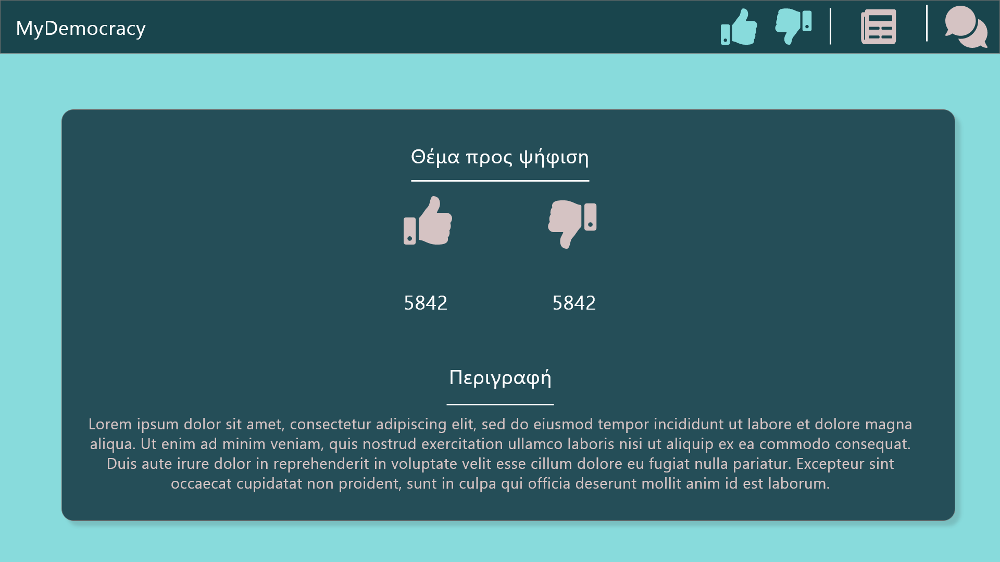 MyDemocracy
Θέμα προς ψήφιση
5842 5842
Περιγραφή
Lorem ipsum dolor sit amet, consectetur adipiscing elit, sed do eiusmod tempor incididunt ut labore et dolore magna
aliqua. Ut enim ad minim veniam, quis nostrud exercitation ullamco laboris nisi ut aliquip ex ea commodo consequat.
Duis aute irure dolor in reprehenderit in voluptate velit esse cillum dolore eu fugiat nulla pariatur. Excepteur sint
occaecat cupidatat non proident, sunt in culpa qui officia deserunt mollit anim id est laborum.